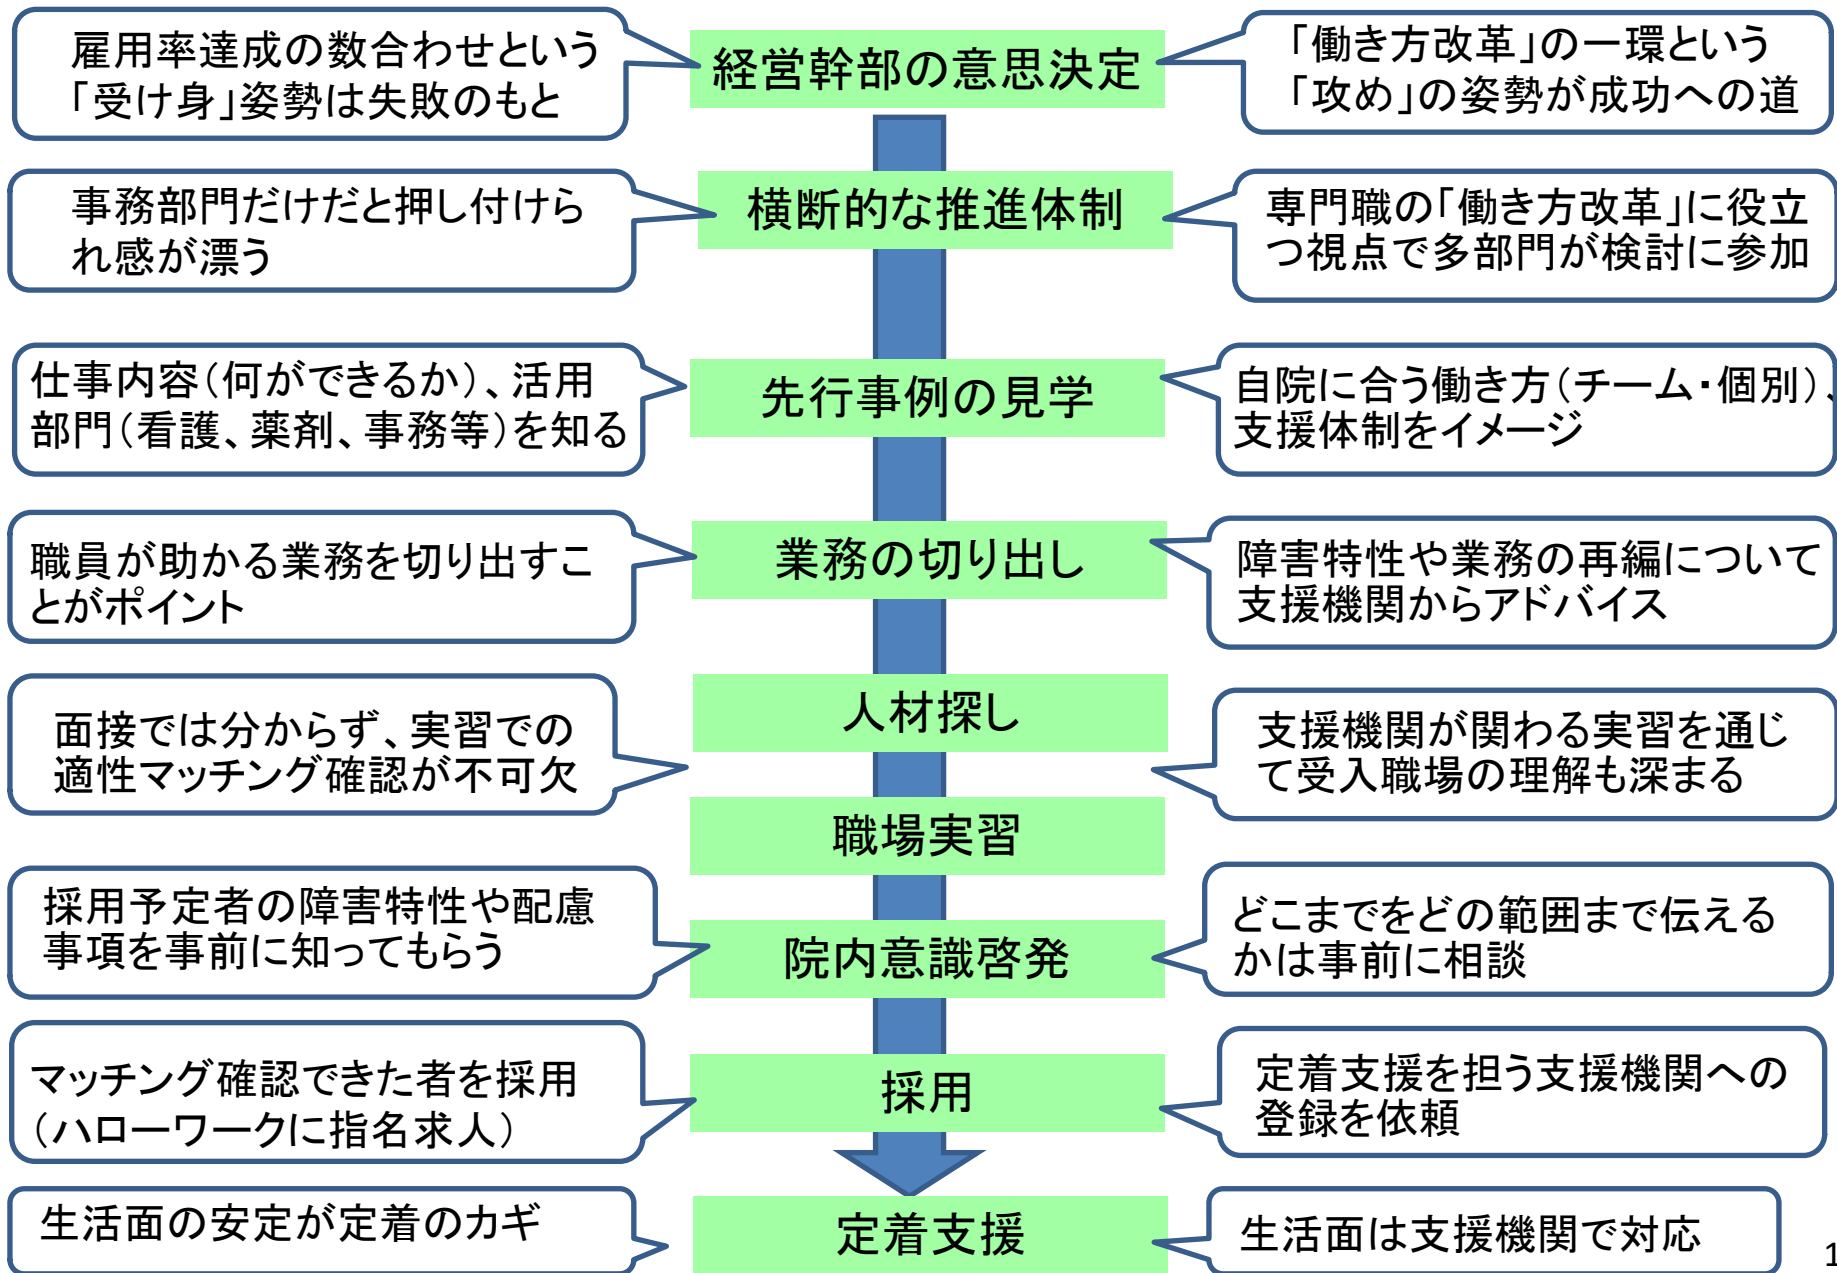 雇用率達成の数合わせという
「受け身」姿勢は失敗のもと
経営幹部の意思決定
「働き方改革」の一環という
「攻め」の姿勢が成功への道
事務部門だけだと押し付けら
れ感が漂う
横断的な推進体制
専門職の「働き方改革」に役立
つ視点で多部門が検討に参加
仕事内容（何ができるか）、活用
部門（看護、薬剤、事務等）を知る
先行事例の見学
自院に合う働き方（チーム・個別）、
支援体制をイメージ
職員が助かる業務を切り出すこ
とがポイント
業務の切り出し
障害特性や業務の再編について
支援機関からアドバイス
人材探し
面接では分からず、実習での
適性マッチング確認が不可欠
支援機関が関わる実習を通じ
て受入職場の理解も深まる
職場実習
採用予定者の障害特性や配慮
事項を事前に知ってもらう
院内意識啓発
どこまでをどの範囲まで伝える
かは事前に相談
マッチング確認できた者を採用
（ハローワークに指名求人）
採用
定着支援を担う支援機関への
登録を依頼
生活面の安定が定着のカギ
定着支援
生活面は支援機関で対応
1